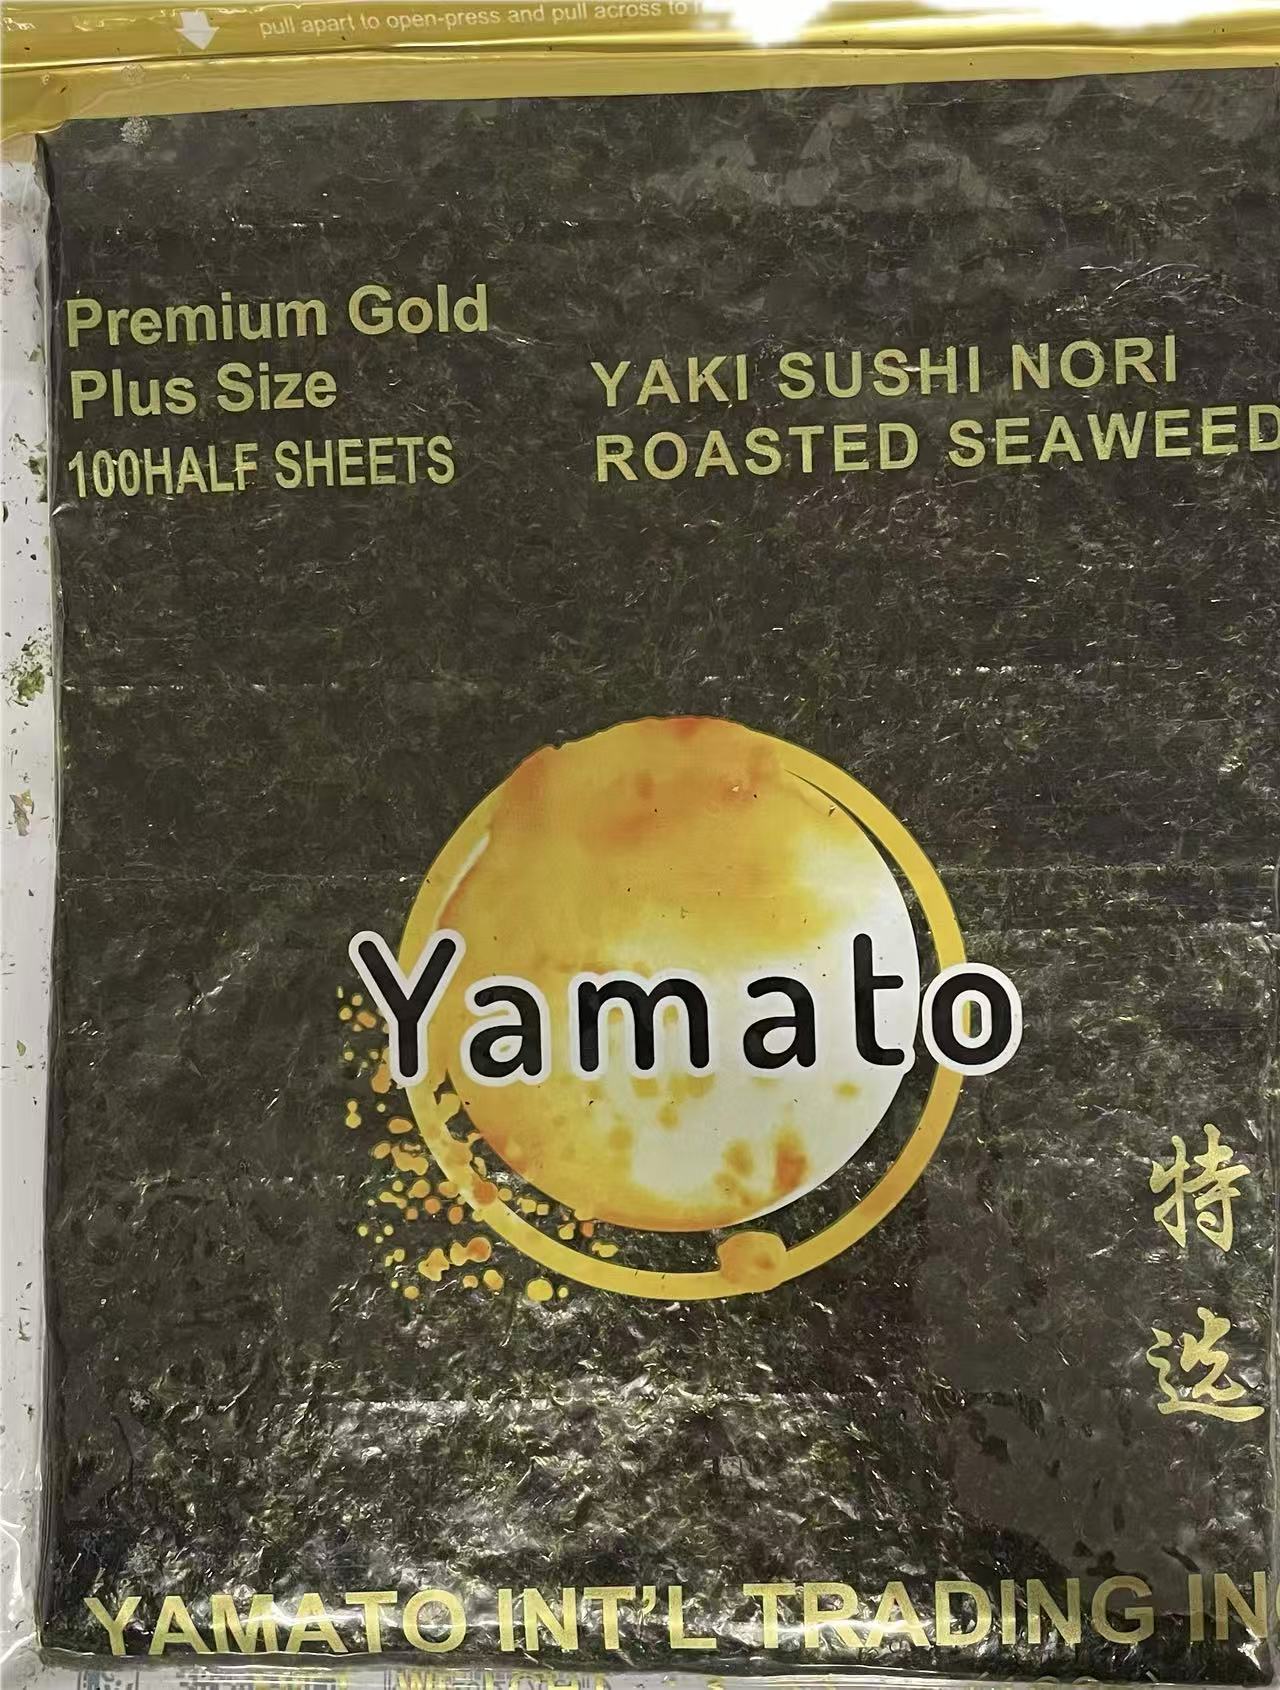 pull apart to open-press and pull across to
Premium Gold
Plus Size
100HALF SHEETS
YAKI SUSHI NORI
ROASTED SEAWEED
Yamato
特
选
YAMATO INT'L TRADING IN